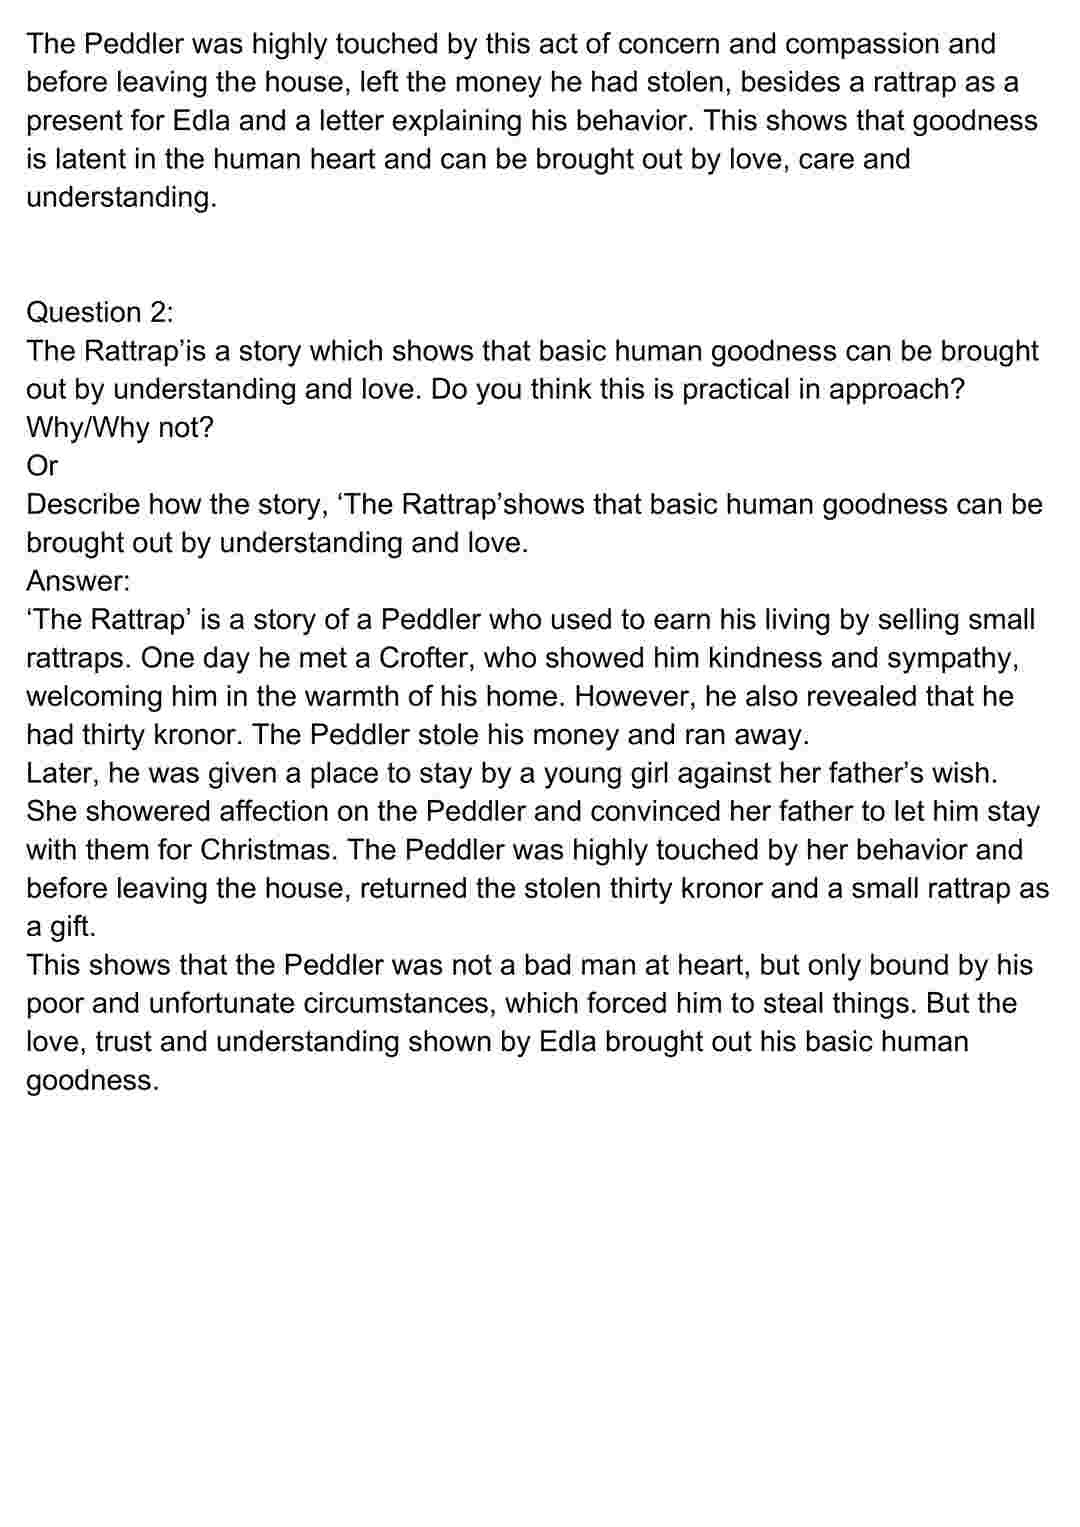 The Peddler was highly touched by this act of concern and compassion and
before leaving the house, left the money he had stolen, besides a rattrap as a
present for Edla and a letter explaining his behavior. This shows that goodness
is latent in the human heart and can be brought out by love, care and
understanding.
Question 2:
The Rattrap’is a story which shows that basic human goodness can be brought
out by understanding and love. Do you think this is practical in approach?
Why/Why not?
Or
Describe how the story, ‘The Rattrap’shows that basic human goodness can be
brought out by understanding and love.
Answer:
‘The Rattrap’ is a story of a Peddler who used to earn his living by selling small
rattraps. One day he met a Crofter, who showed him kindness and sympathy,
welcoming him in the warmth of his home. However, he also revealed that he
had thirty kronor. The Peddler stole his money and ran away.
Later, he was given a place to stay by a young girl against her father’s wish.
She showered affection on the Peddler and convinced her father to let him stay
with them for Christmas. The Peddler was highly touched by her behavior and
before leaving the house, returned the stolen thirty kronor and a small rattrap as
a gift.
This shows that the Peddler was not a bad man at heart, but only bound by his
poor and unfortunate circumstances, which forced him to steal things. But the
love, trust and understanding shown by Edla brought out his basic human
goodness.